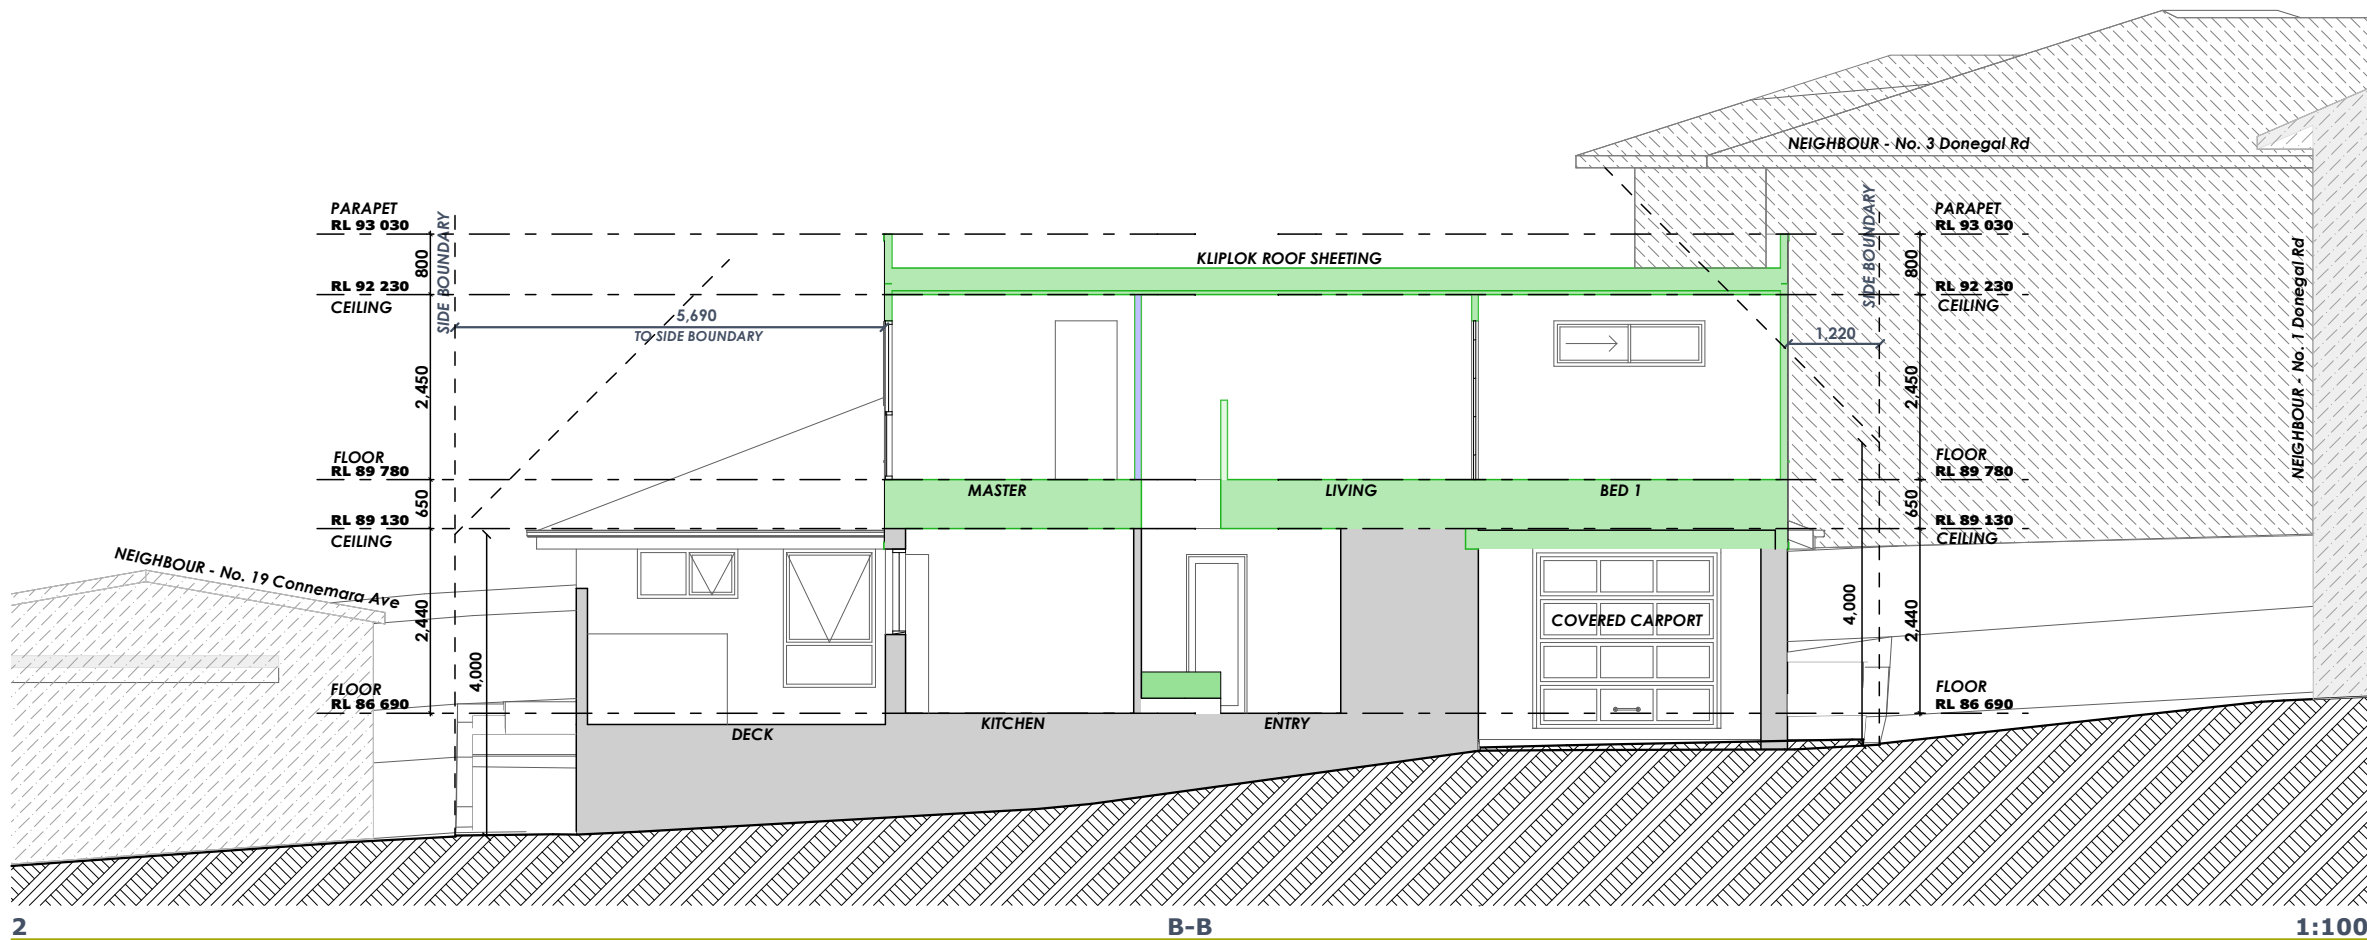 NEIGHBOUR - No. 3 Donegal Rd
PARAPET
RL 93 030
SIDE BOUNDARY
800
KLIPLOK ROOF SHEETING
SIDE BOUNDARY
PARAPET
RL 93 030
800
NEIGHBOUR - No. 1 Donegal Rd
RL 92 230
CEILING
RL 92 230
CEILING
5,690
TO SIDE BOUNDARY
1,220
2,450
2,450
FLOOR
RL 89 780
FLOOR
RL 89 780
MASTER
LIVING
BED 1
650
650
RL 89 130
CEILING
RL 89 130
CEILING
NEIGHBOUR - No. 19 Connemara Ave
2,440
4,000
COVERED CARPORT
4,000
2,440
FLOOR
RL 86 690
FLOOR
RL 86 690
DECK
KITCHEN
ENTRY
2
B-B
1:100